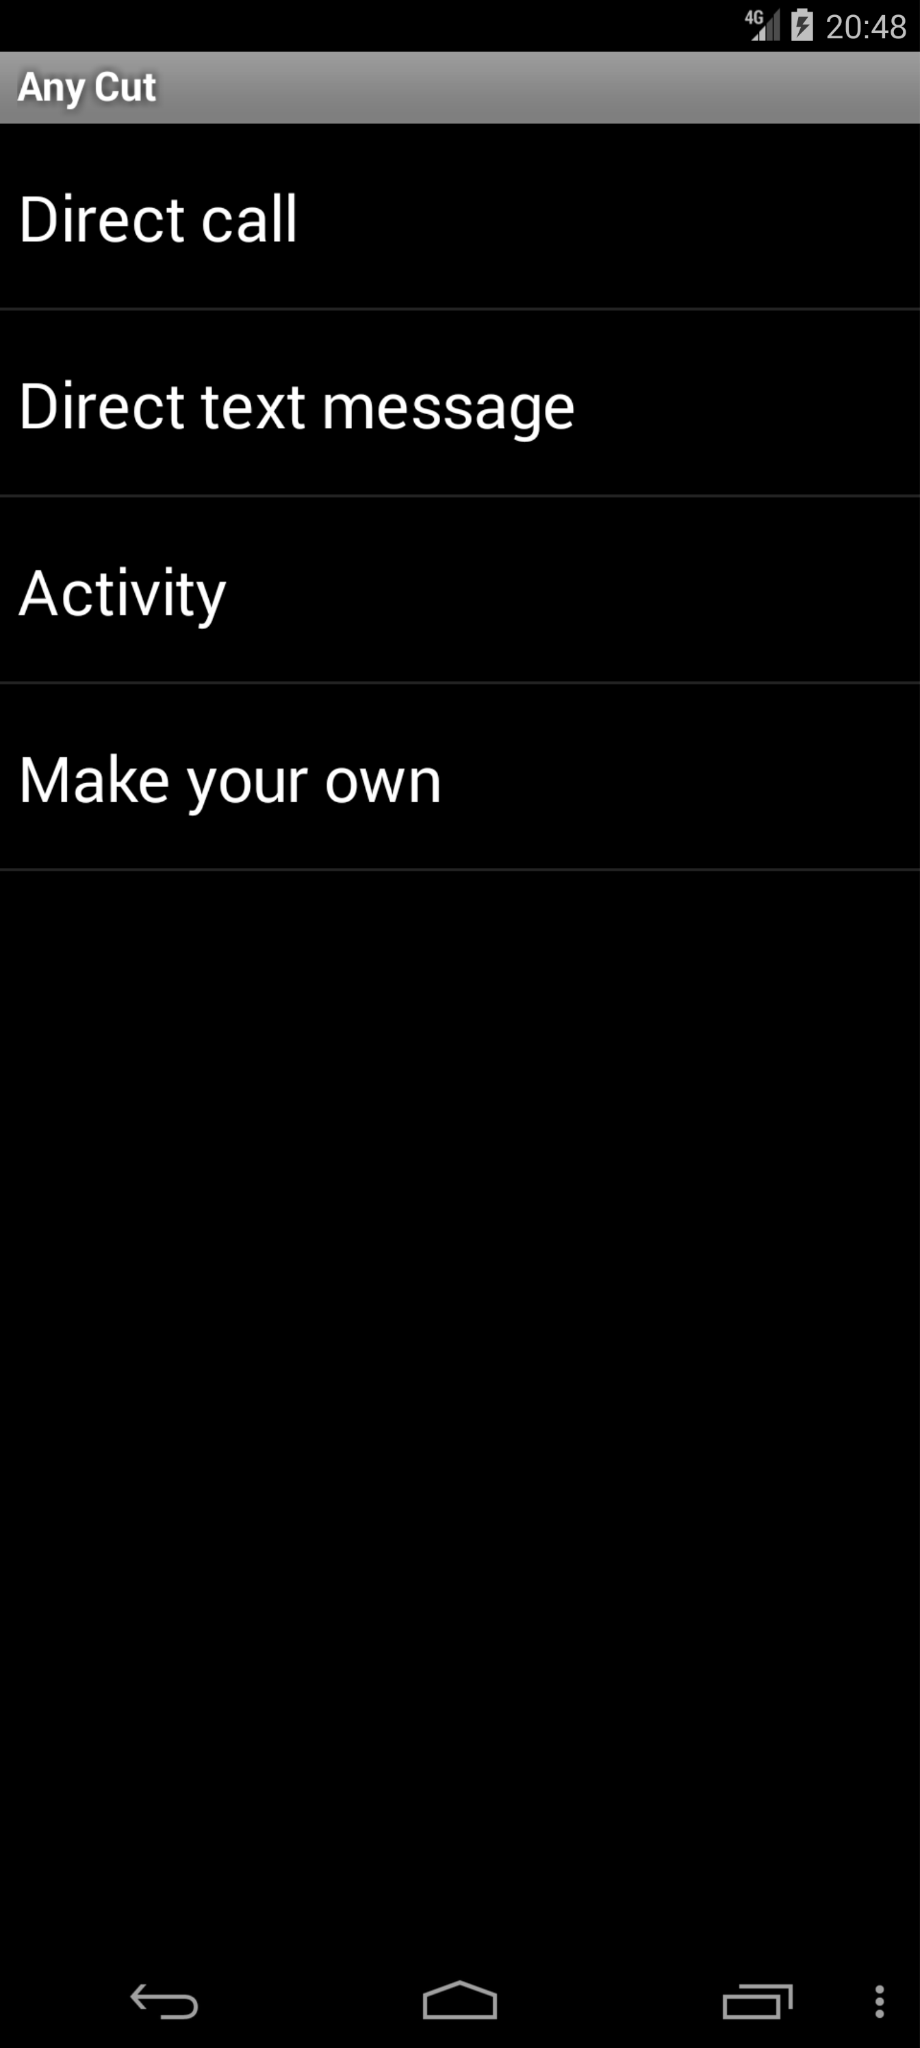 4G 20:48
Any Cut
Direct call
Direct text message
Activity
Make your own